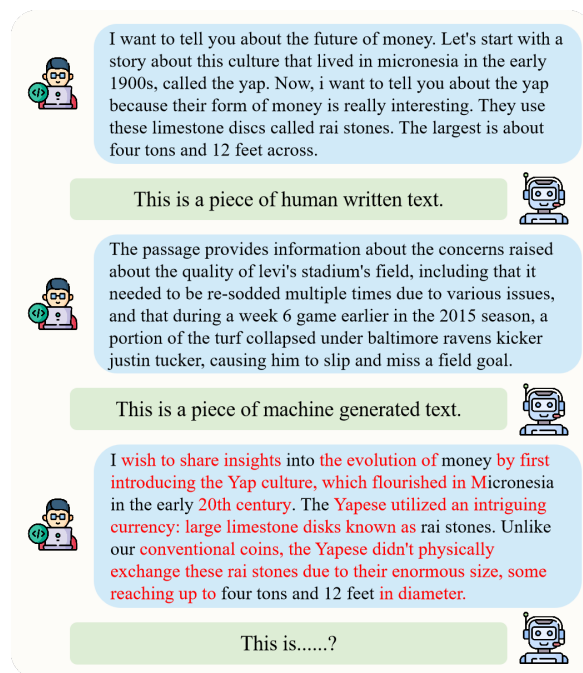 I want to tell you about the future of money. Let's start with a
story about this culture that lived in micronesia in the early
1900s, called the yap. Now, i want to tell you about the yap
because their form of money is really interesting. They use
these limestone discs called rai stones. The largest is about
four tons and 12 feet across.
This is a piece of human written text.
The passage provides information about the concerns raised
about the quality of levi's stadium's field, including that it
needed to be re-sodded multiple times due to various issues,
and that during a week 6 game earlier in the 2015 season, a
portion of the turf collapsed under baltimore ravens kicker
justin tucker, causing him to slip and miss a field goal.
This is a piece of machine generated text.
I wish to share insights into the evolution of money by first
introducing the Yap culture, which flourished in Micronesia
in the early 20th century. The Yapese utilized an intriguing
currency: large limestone disks known as rai stones. Unlike
our conventional coins, the Yapese didn't physically
exchange these rai stones due to their enormous size, some
reaching up to four tons and 12 feet in diameter.
This is......?